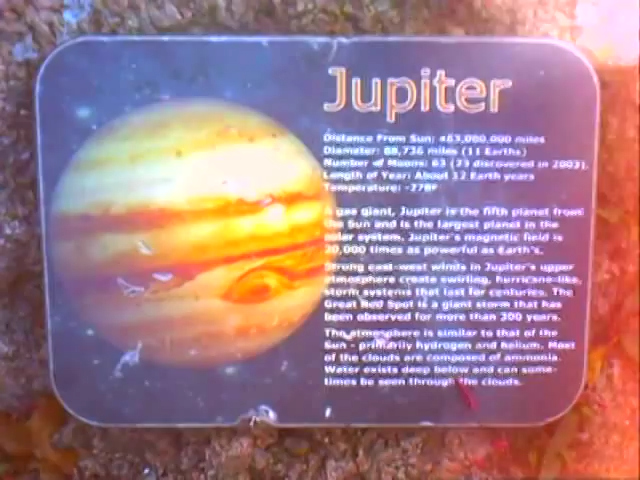 Jupiter
Distance From Sun: 483,000,000 miles
Diameter: 88,736 miles (11 Earths)
Number of Moons: 63 (23 discovered in 2003).
Length of Year: About 12 Earth years
Temperature: -278F
A gas giant, Jupiter is the fifth planet from
the Sun and is the largest planet in the
solar system. Jupiter's magnetic field is
20,000 times as powerful as Earth's.
Strong east-west winds in Jupiter's upper
atmosphere create swirling, hurricane-like,
storm systems that last for centuries. The
Great Red Spot is a giant storm that has
been observed for more than 300 years.
The atmosphere is similar to that of the
Sun - primarily hydrogen and helium. Most
of the clouds are composed of ammonia.
Water exists deep below and can some-
times be seen through the clouds.